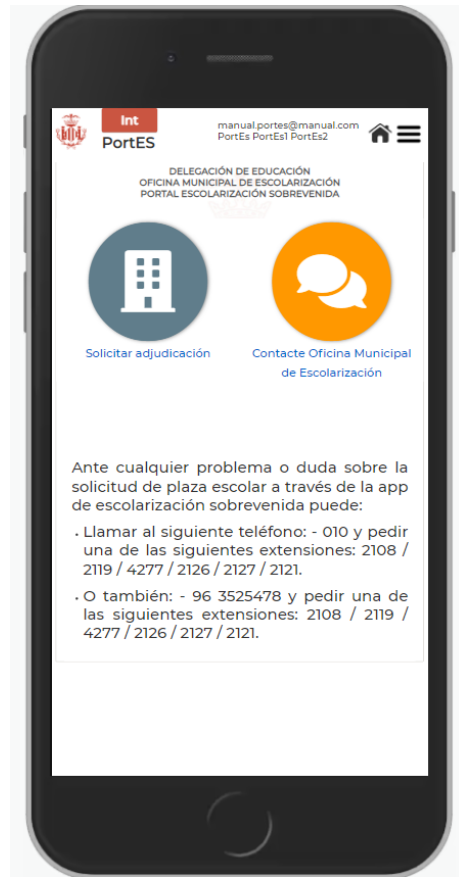 Int
PortES
manual.portes@manual.com
PortEs PortEs1 PortEs2
DELEGACIÓN DE EDUCACIÓN
OFICINA MUNICIPAL DE ESCOLARIZACIÓN
PORTAL ESCOLARIZACIÓN SOBREVENIDA
Solicitar adjudicación
Contacte Oficina Municipal
de Escolarización
Ante cualquier problema o duda sobre la
solicitud de plaza escolar a través de la app
de escolarización sobrevenida puede:
· Llamar al siguiente teléfono: - 010 y pedir
una de las siguientes extensiones: 2108 /
2119 / 4277 / 2126 / 2127 / 2121.
· O también: - 96 3525478 y pedir una de
las siguientes extensiones: 2108 / 2119 /
4277 / 2126 / 2127 / 2121.